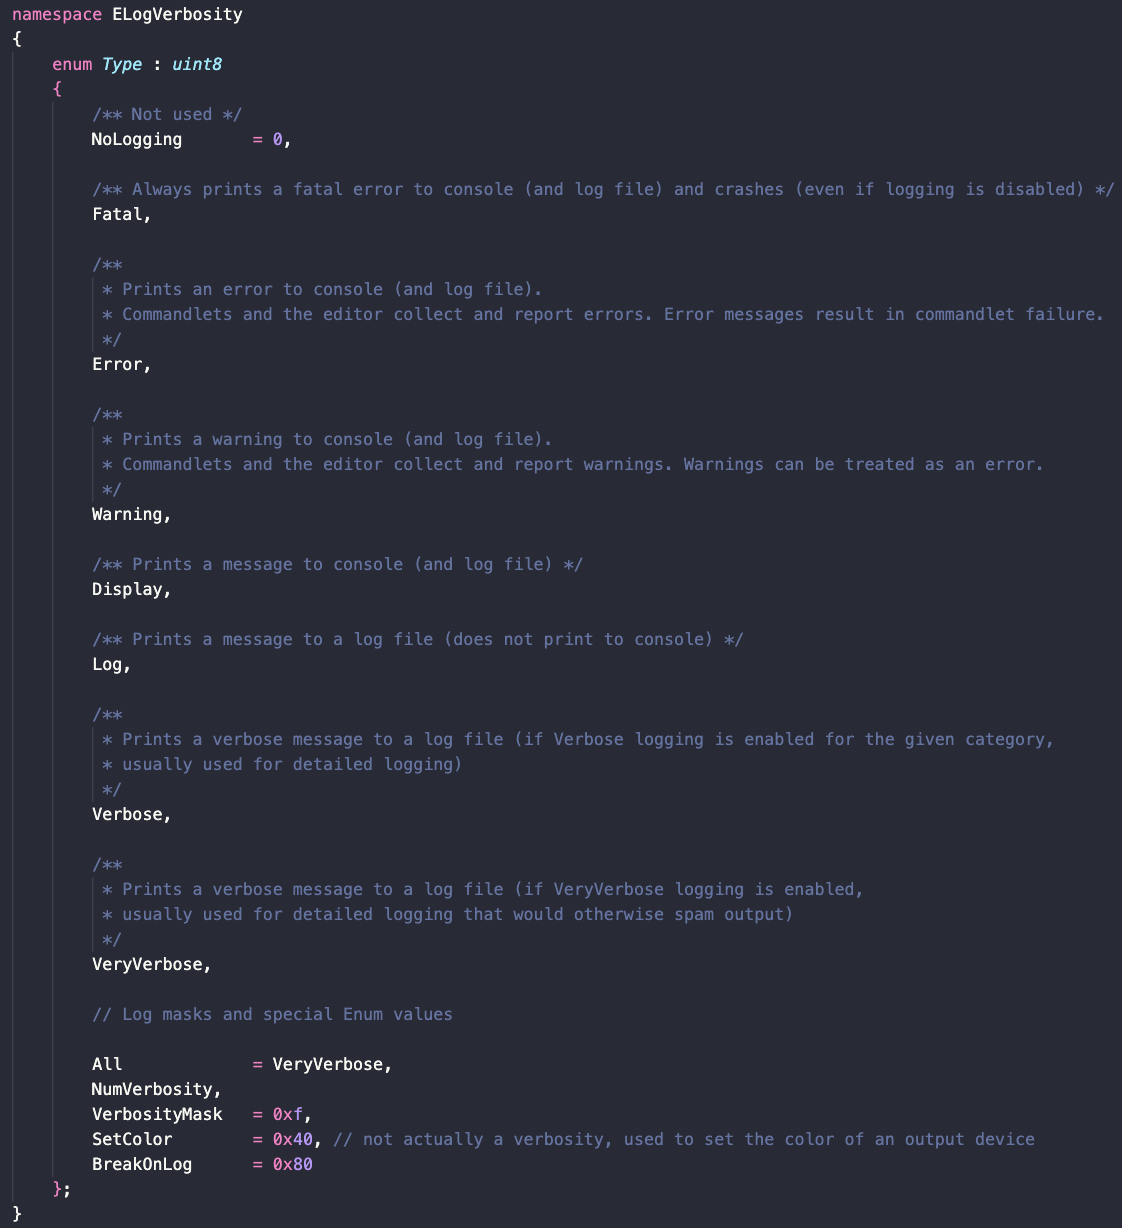 namespace ELogVerbosity
{
    enum Type : uint8
    {
        /** Not used */
        NoLogging       = 0,

        /** Always prints a fatal error to console (and log file) and crashes (even if logging is disabled) */
        Fatal,

        /**
         * Prints an error to console (and log file).
         * Commandlets and the editor collect and report errors. Error messages result in commandlet failure.
         */
        Error,

        /**
         * Prints a warning to console (and log file).
         * Commandlets and the editor collect and report warnings. Warnings can be treated as an error.
         */
        Warning,

        /** Prints a message to console (and log file) */
        Display,

        /** Prints a message to a log file (does not print to console) */
        Log,

        /**
         * Prints a verbose message to a log file (if Verbose logging is enabled for the given category,
         * usually used for detailed logging)
         */
        Verbose,

        /**
         * Prints a verbose message to a log file (if VeryVerbose logging is enabled,
         * usually used for detailed logging that would otherwise spam output)
         */
        VeryVerbose,

        // Log masks and special Enum values

        All             = VeryVerbose,
        NumVerbosity,
        VerbosityMask   = 0xf,
        SetColor        = 0x40, // not actually a verbosity, used to set the color of an output device
        BreakOnLog      = 0x80
    };
}